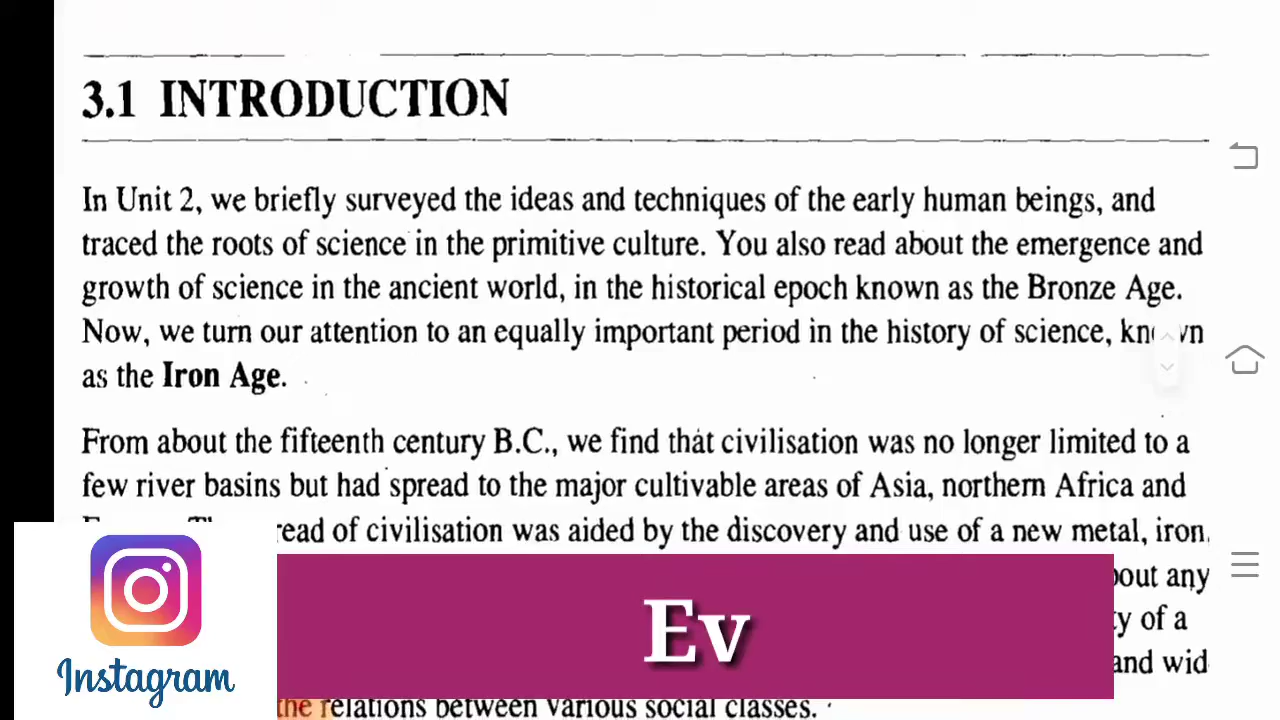 3.1 INTRODUCTION
In Unit 2, we briefly surveyed the ideas and techniques of the early human beings, and
traced the roots of science in the primitive culture. You also read about the emergence and
growth of science in the ancient world, in the historical epoch known as the Bronze Age.
Now, we turn our attention to an equally important period in the history of science, known
as the Iron Age.
From about the fifteenth century B.C., we find that civilisation was no longer limited to a
few river basins but had spread to the major cultivable areas of Asia, northern Africa and
read of civilisation was aided by the discovery and use of a new metal, iron.
bout any
Ev
ty of a
Instagram
and wid
the relations between various social classes.